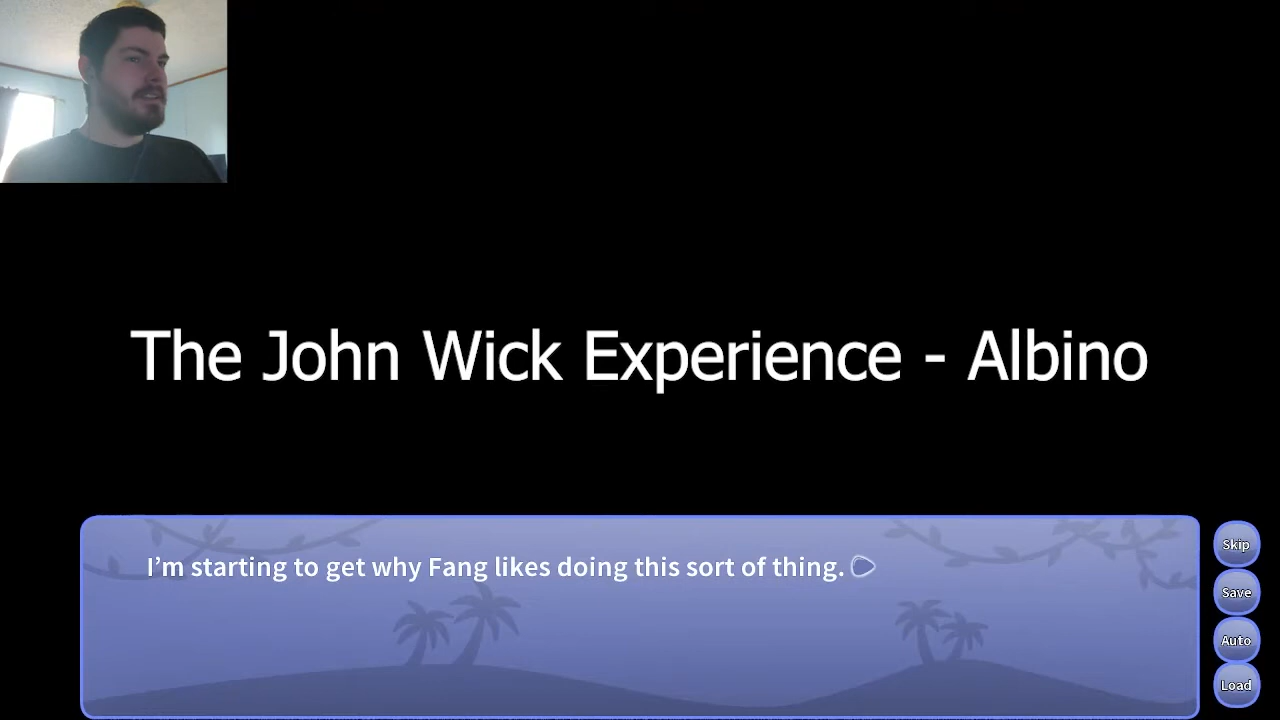 The John Wick Experience - Albino
I’m starting to get why Fang likes doing this sort of thing.
Skip
Save
Auto
Load